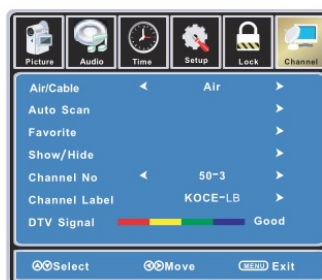 Picture Audio Time Setup Lock Channel
Air/Cable Air
Auto Scan
Favorite
Show/Hide
Channel No 50-3
Channel Label KOCE-LB
DTV Signal Good
Select Move MENU Exit